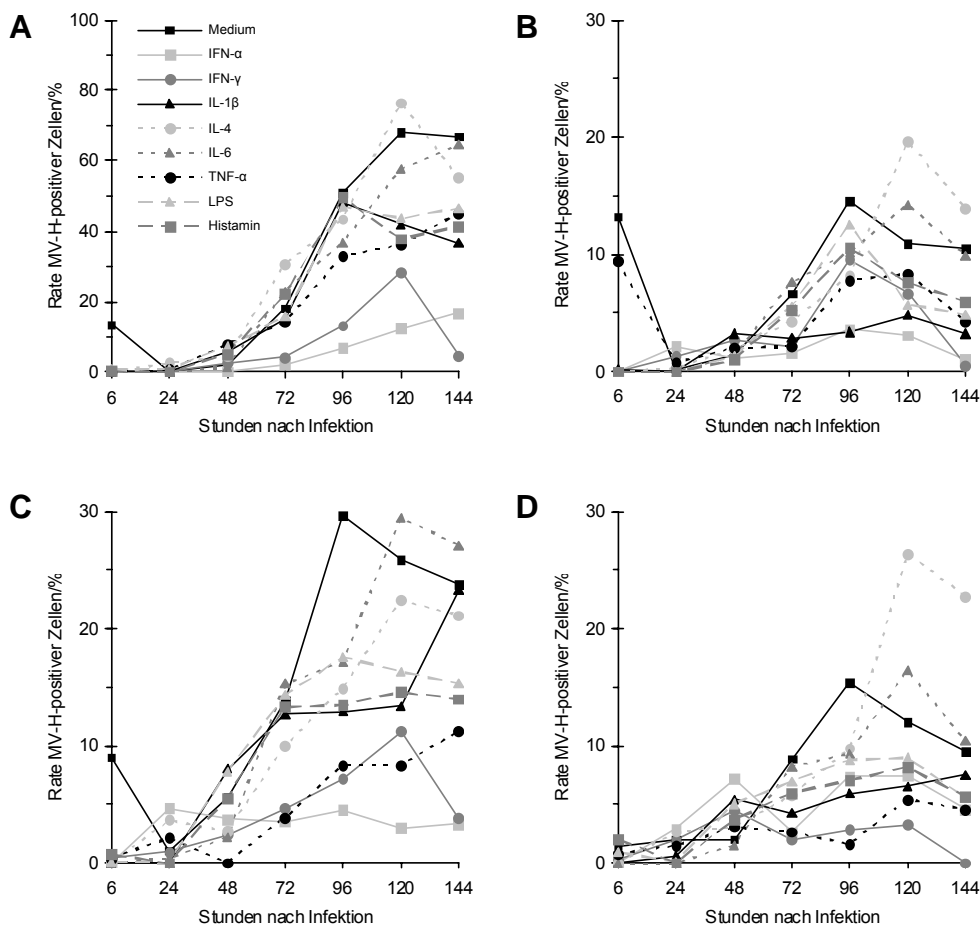 A
Rate MV-H-positiver Zellen/%
100
80
60
40
20
0
Medium
IFN-α
IFN-γ
IL-1β
IL-4
IL-6
TNF-α
LPS
Histamin
6 24 48 72 96 120 144
Stunden nach Infektion
B
Rate MV-H-positiver Zellen/%
30
20
10
0
6 24 48 72 96 120 144
Stunden nach Infektion
C
Rate MV-H-positiver Zellen/%
30
20
10
0
6 24 48 72 96 120 144
Stunden nach Infektion
D
Rate MV-H-positiver Zellen/%
30
20
10
0
6 24 48 72 96 120 144
Stunden nach Infektion